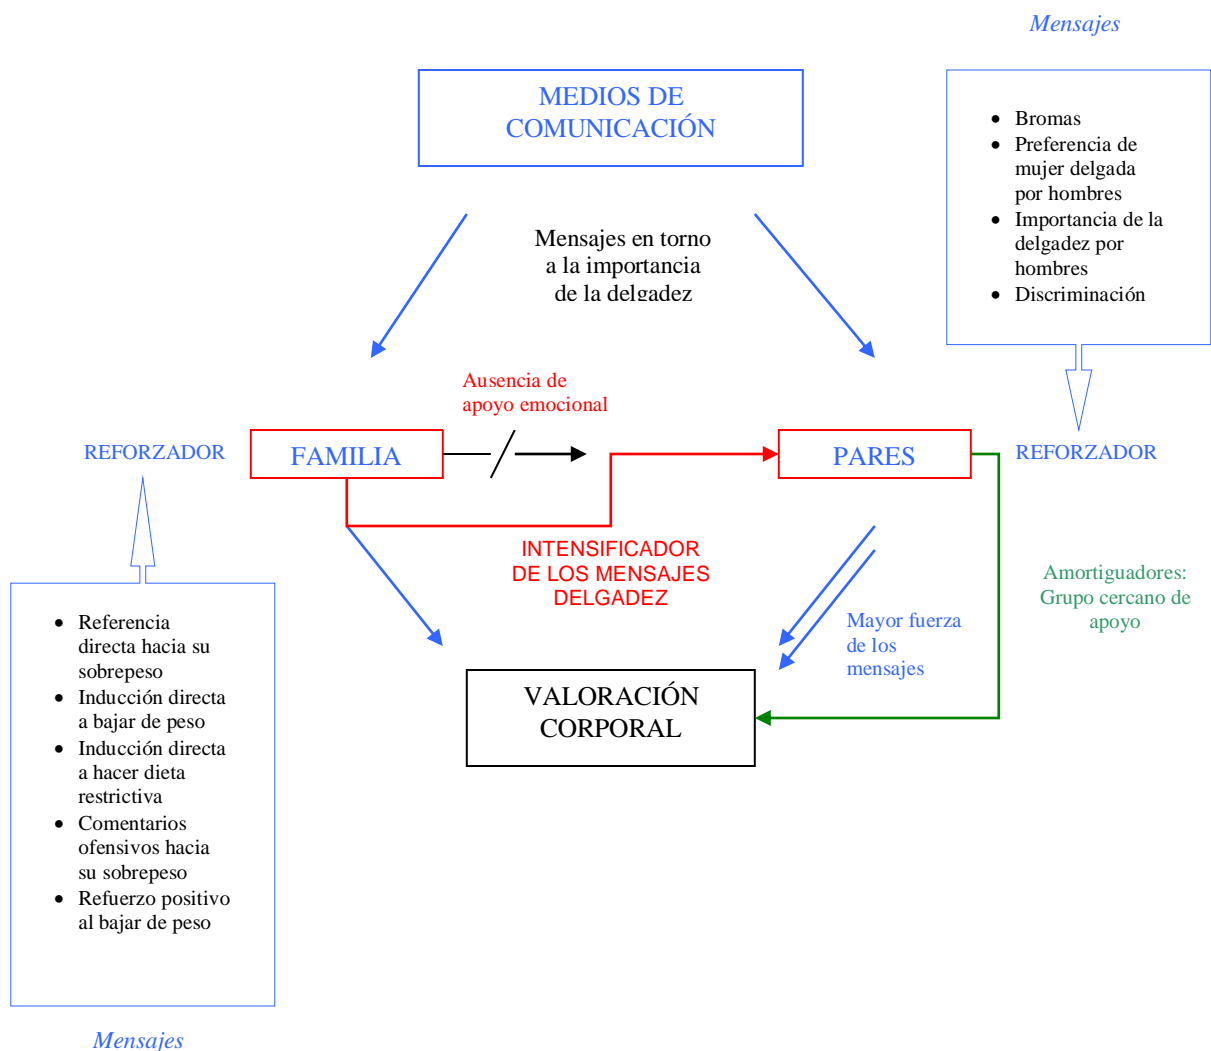 Mensajes
MEDIOS DE
COMUNICACIÓN
• Bromas
• Preferencia de
mujer delgada
por hombres
• Importancia de la
delgadez por
hombres
• Discriminación
Mensajes en torno
a la importancia
de la delgadez
Ausencia de
apoyo emocional
REFORZADOR
FAMILIA
PARES
REFORZADOR
INTENSIFICADOR
DE LOS MENSAJES
DELGADEZ
Amortiguadores:
Grupo cercano de
apoyo
Mayor fuerza
de los
mensajes
• Referencia
directa hacia su
sobrepeso
• Inducción directa
a bajar de peso
• Inducción directa
a hacer dieta
restrictiva
• Comentarios
ofensivos hacia
su sobrepeso
• Refuerzo positivo
al bajar de peso
VALORACIÓN
CORPORAL
Mensajes